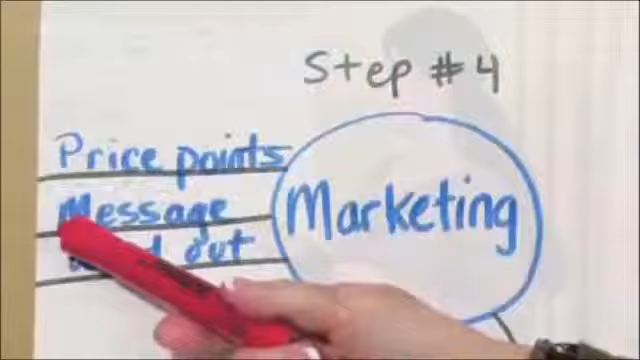 Step #4
Price points
Message
out
Marketing